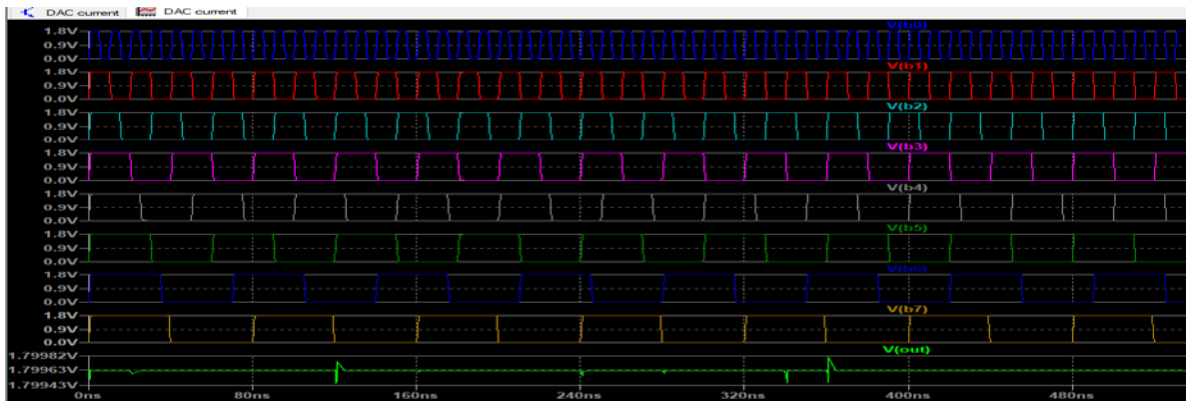 DAC current DAC current
V(b0)
1.8V
0.9V
0.0V
V(b1)
1.8V
0.9V
0.0V
V(b2)
1.8V
0.9V
0.0V
V(b3)
1.8V
0.9V
0.0V
V(b4)
1.8V
0.9V
0.0V
V(b5)
1.8V
0.9V
0.0V
V(b6)
1.8V
0.9V
0.0V
V(b7)
1.8V
0.9V
0.0V
V(out)
1.79982V
1.79963V
1.79943V
0ns 80ns 160ns 240ns 320ns 400ns 480ns